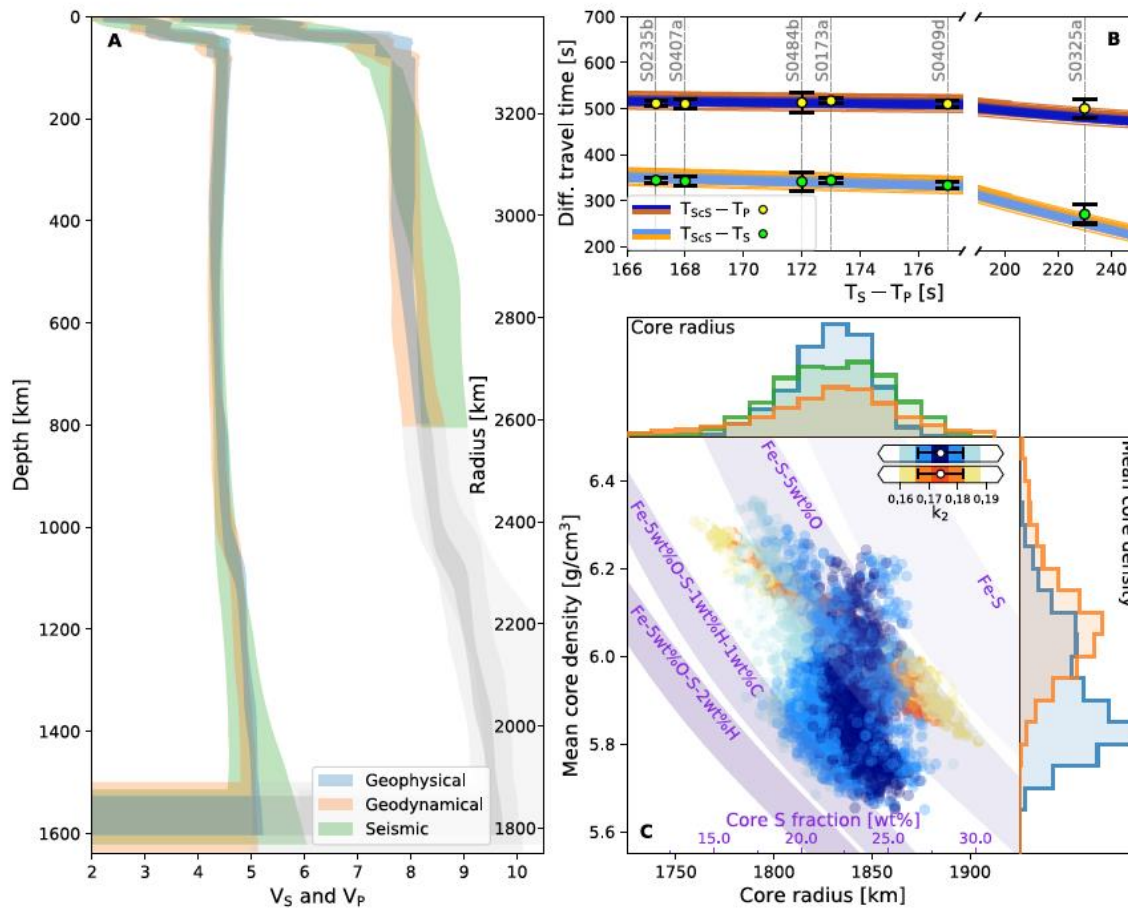 A
0
200
400
600
800
1000
1200
1400
1600
Depth [km]
3200
3000
2800
2600
2400
2200
2000
1800
Radius [km]
Geophysical
Geodynamical
Seismic
2 3 4 5 6 7 8 9 10
V_S and V_P
B
700
600
500
400
300
200
Diff. travel time [s]
S0235b
S0407a
S0484b
S0173a
S0409d
S0325a
T_ScS − T_P
T_ScS − T_S
166 168 170 172 174 176 200 220 240
T_S − T_P [s]
Core radius
Mean core density
0,16 0,17 0,18 0,19
k_2
Fe-S-5wt%O
Fe-S
Fe-5wt%O-S-1wt%H-1wt%C
Fe-5wt%O-S-2wt%H
6.4
6.2
6.0
5.8
5.6
Mean core density [g/cm³]
C
Core S fraction [wt%]
15.0 20.0 25.0 30.0
1750 1800 1850 1900
Core radius [km]